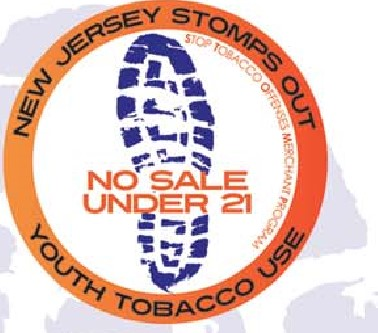 NEW JERSEY STOMPS OUT
STOP TOBACCO OFFENSES MERCHANT PROGRAM
NO SALE
UNDER 21
YOUTH TOBACCO USE